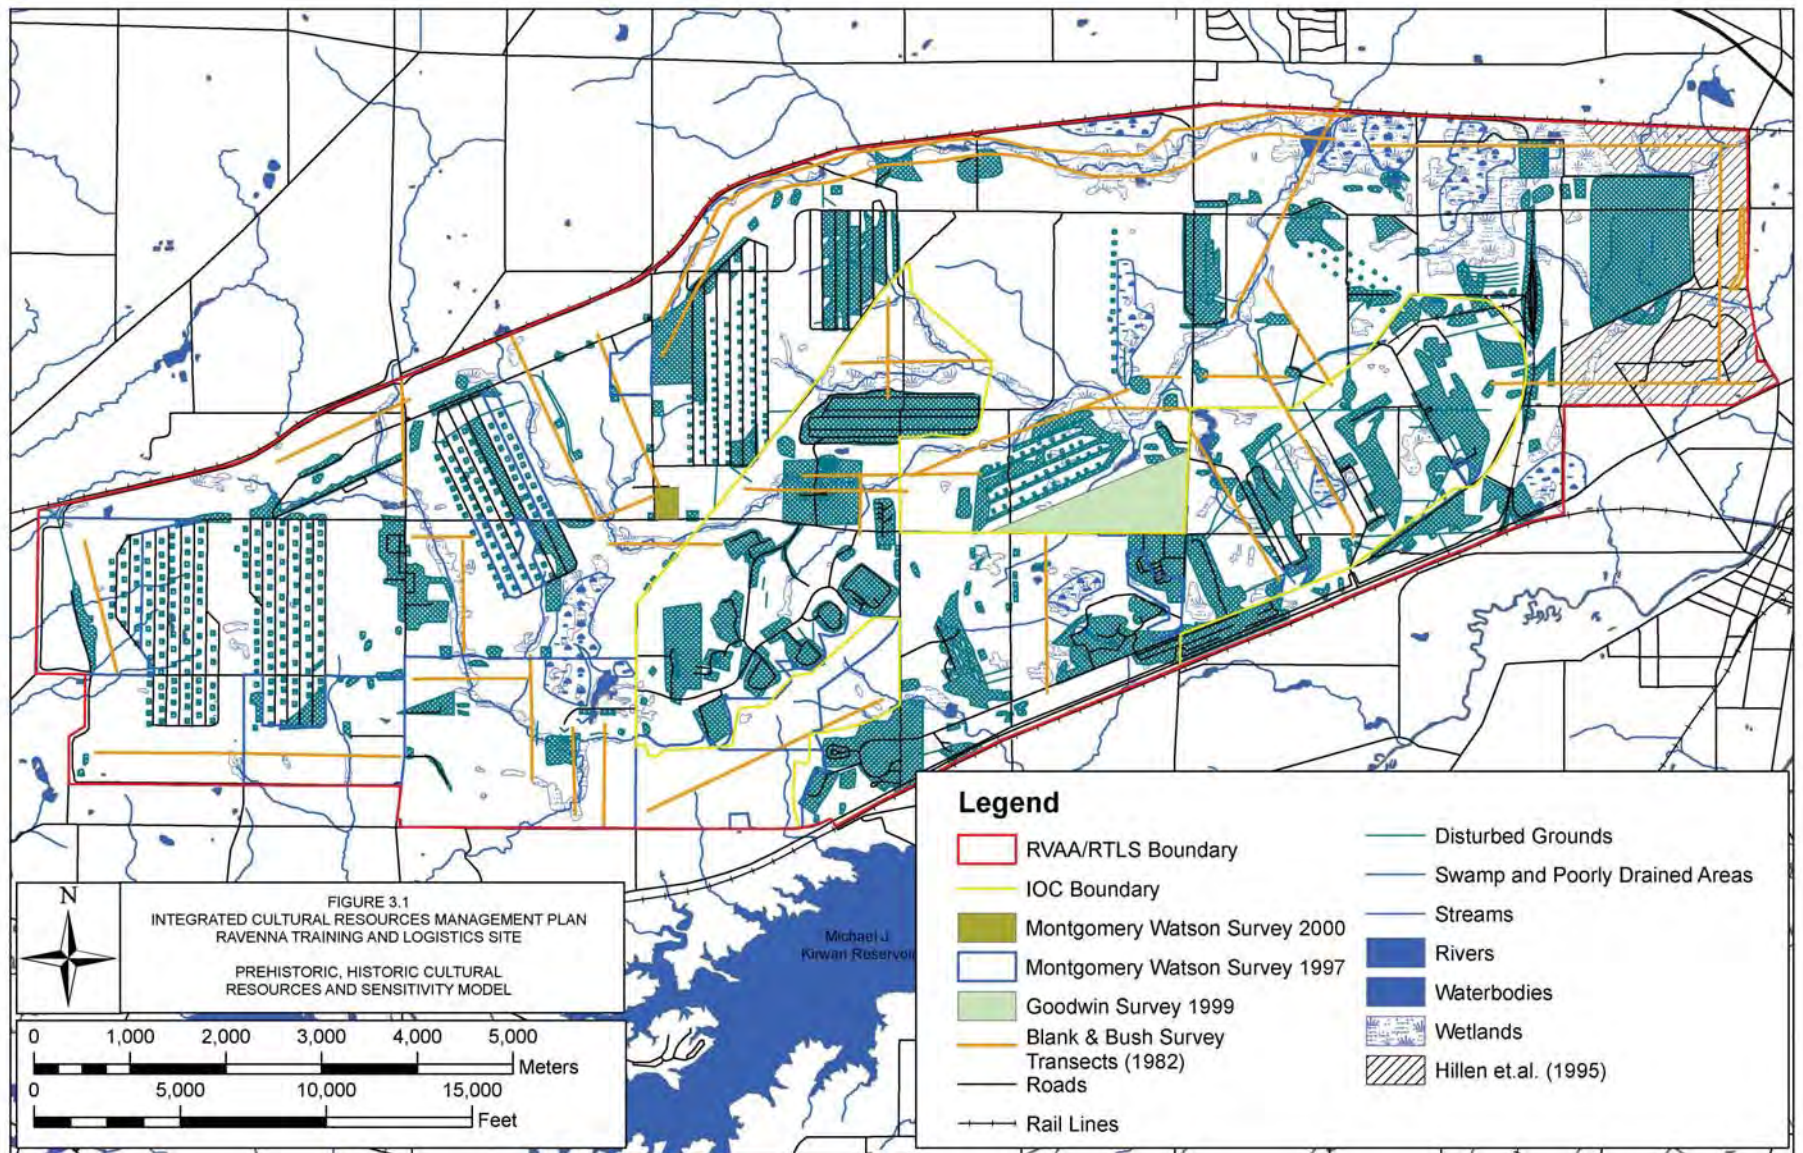 Michael J.
Kirwan Reservoir
N
FIGURE 3.1
INTEGRATED CULTURAL RESOURCES MANAGEMENT PLAN
RAVENNA TRAINING AND LOGISTICS SITE
PREHISTORIC, HISTORIC CULTURAL
RESOURCES AND SENSITIVITY MODEL
0 1,000 2,000 3,000 4,000 5,000
Meters
0 5,000 10,000 15,000
Feet
Legend
RVAA/RTLS Boundary
IOC Boundary
Montgomery Watson Survey 2000
Montgomery Watson Survey 1997
Goodwin Survey 1999
Blank & Bush Survey
Transects (1982)
Roads
Rail Lines
Disturbed Grounds
Swamp and Poorly Drained Areas
Streams
Rivers
Waterbodies
Wetlands
Hillen et.al. (1995)